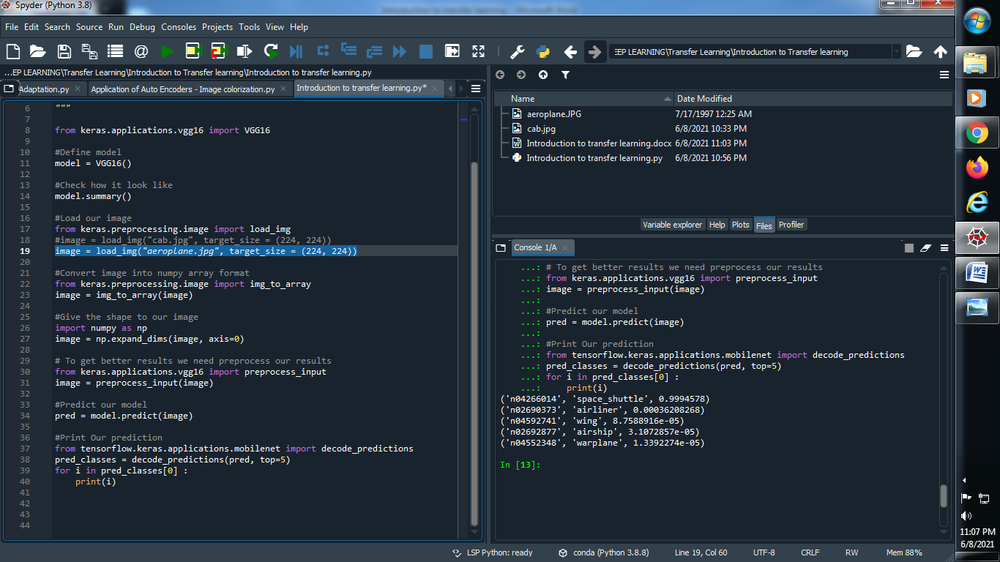 Spyder (Python 3.8)
File Edit Search Source Run Debug Consoles Projects Tools View Help
EP LEARNING\Transfer Learning\Introduction to Transfer learning
...EP LEARNING\Transfer Learning\Introduction to Transfer learning\Introduction to transfer learning.py
Adaptation.py Application of Auto Encoders - Image colorization.py Introduction to transfer learning.py*
6 """
7
8 from keras.applications.vgg16 import VGG16
9
10 #Define model
11 model = VGG16()
12
13 #Check how it look like
14 model.summary()
15
16 #Load our image
17 from keras.preprocessing.image import load_img
18 #image = load_img("cab.jpg", target_size = (224, 224))
19 image = load_img("aeroplane.jpg", target_size = (224, 224))
20
21 #Convert image into numpy array format
22 from keras.preprocessing.image import img_to_array
23 image = img_to_array(image)
24
25 #Give the shape to our image
26 import numpy as np
27 image = np.expand_dims(image, axis=0)
28
29 # To get better results we need preprocess our results
30 from keras.applications.vgg16 import preprocess_input
31 image = preprocess_input(image)
32
33 #Predict our model
34 pred = model.predict(image)
35
36 #Print Our prediction
37 from tensorflow.keras.applications.mobilenet import decode_predictions
38 pred_classes = decode_predictions(pred, top=5)
39 for i in pred_classes[0] :
40     print(i)
41
42
43
44
Name Date Modified
aeroplane.JPG 7/17/1997 12:25 AM
cab.jpg 6/8/2021 10:33 PM
Introduction to transfer learning.docx 6/8/2021 11:03 PM
Introduction to transfer learning.py 6/8/2021 10:56 PM
Variable explorer Help Plots Files Profiler
Console 1/A
...: # To get better results we need preprocess our results
...: from keras.applications.vgg16 import preprocess_input
...: image = preprocess_input(image)
...:
...: #Predict our model
...: pred = model.predict(image)
...:
...: #Print Our prediction
...: from tensorflow.keras.applications.mobilenet import decode_predictions
...: pred_classes = decode_predictions(pred, top=5)
...: for i in pred_classes[0] :
...:     print(i)
('n04266014', 'space_shuttle', 0.9994578)
('n02690373', 'airliner', 0.00036208268)
('n04592741', 'wing', 8.7588916e-05)
('n02692877', 'airship', 3.1072857e-05)
('n04552348', 'warplane', 1.3392274e-05)
In [13]:
LSP Python: ready conda (Python 3.8.8) Line 19, Col 60 UTF-8 CRLF RW Mem 88%
11:07 PM
6/8/2021